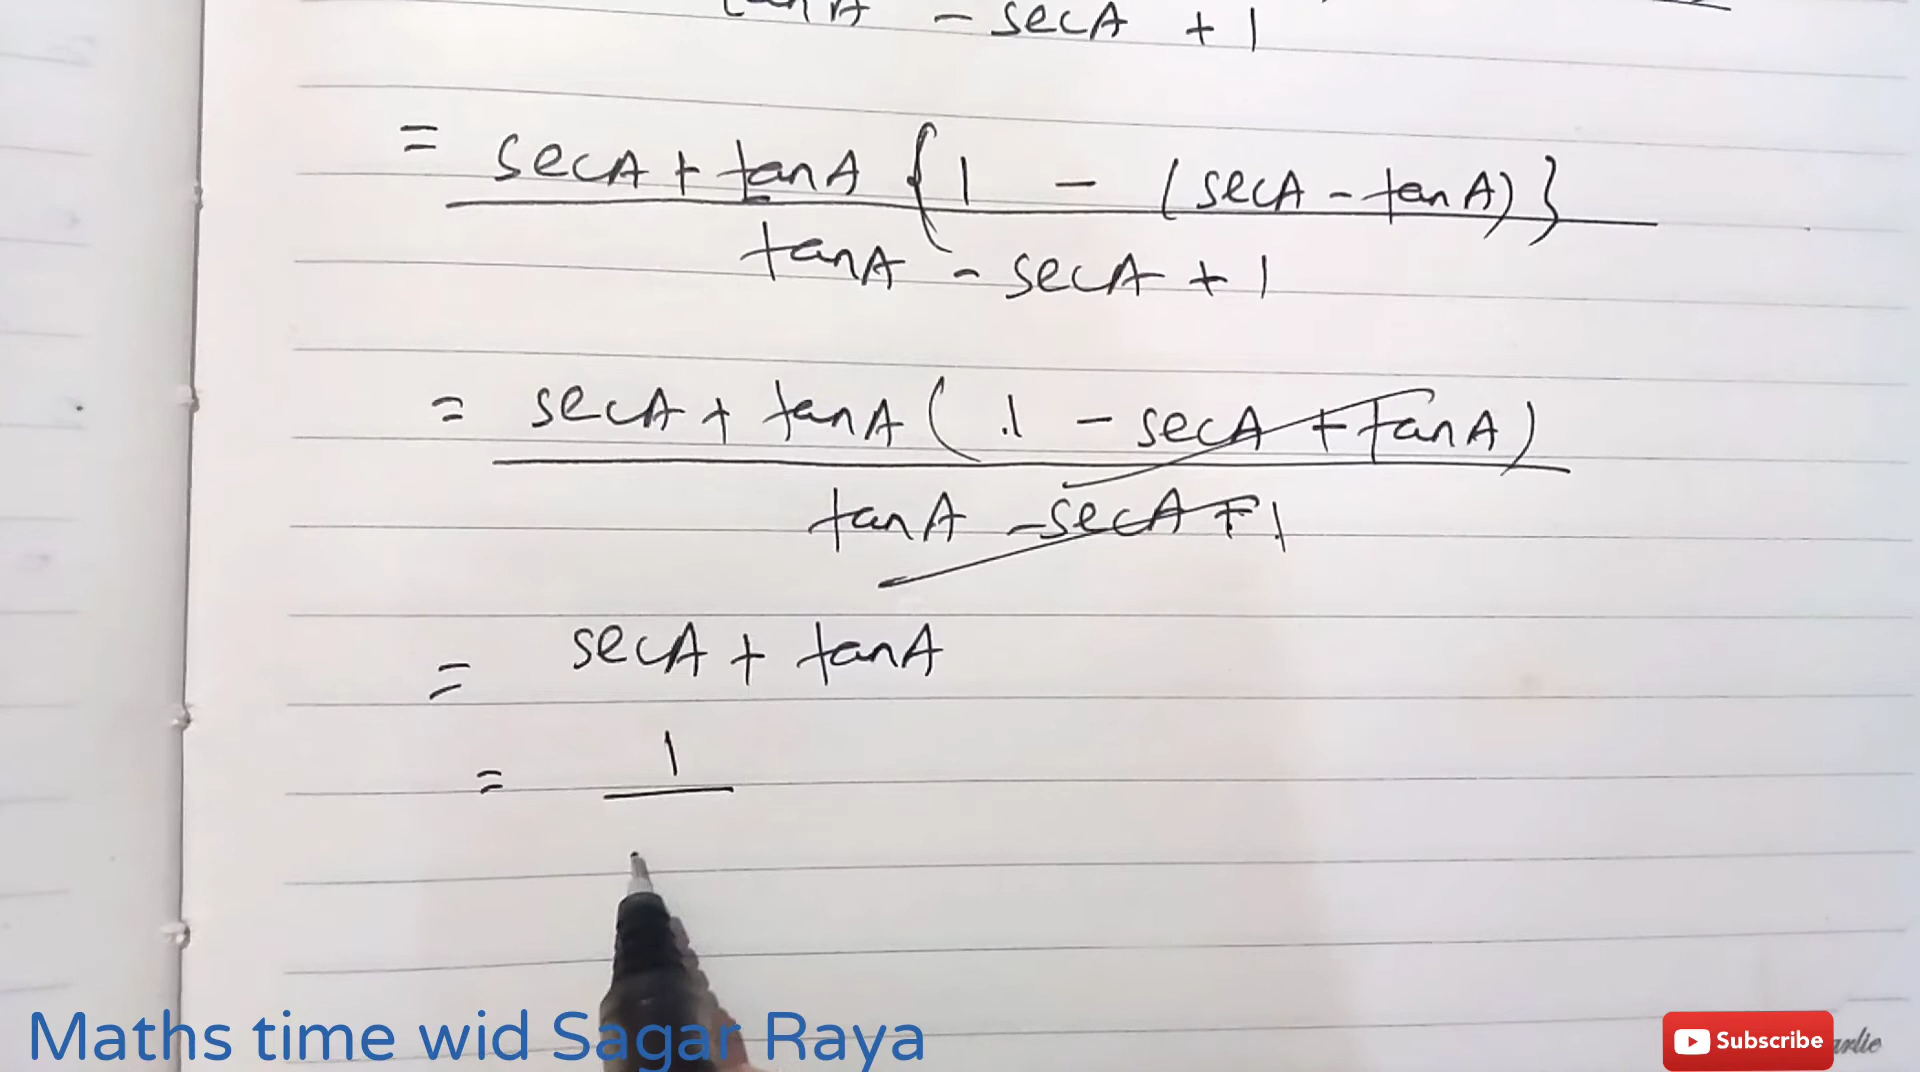 tanA - secA + 1
= secA + tanA { 1 - (secA - tanA)}
tanA - secA + 1
= secA + tanA ( 1 - secA + tanA)
tanA - secA + 1
= secA + tanA
= 1
Maths time wid Sagar Raya
Subscribe